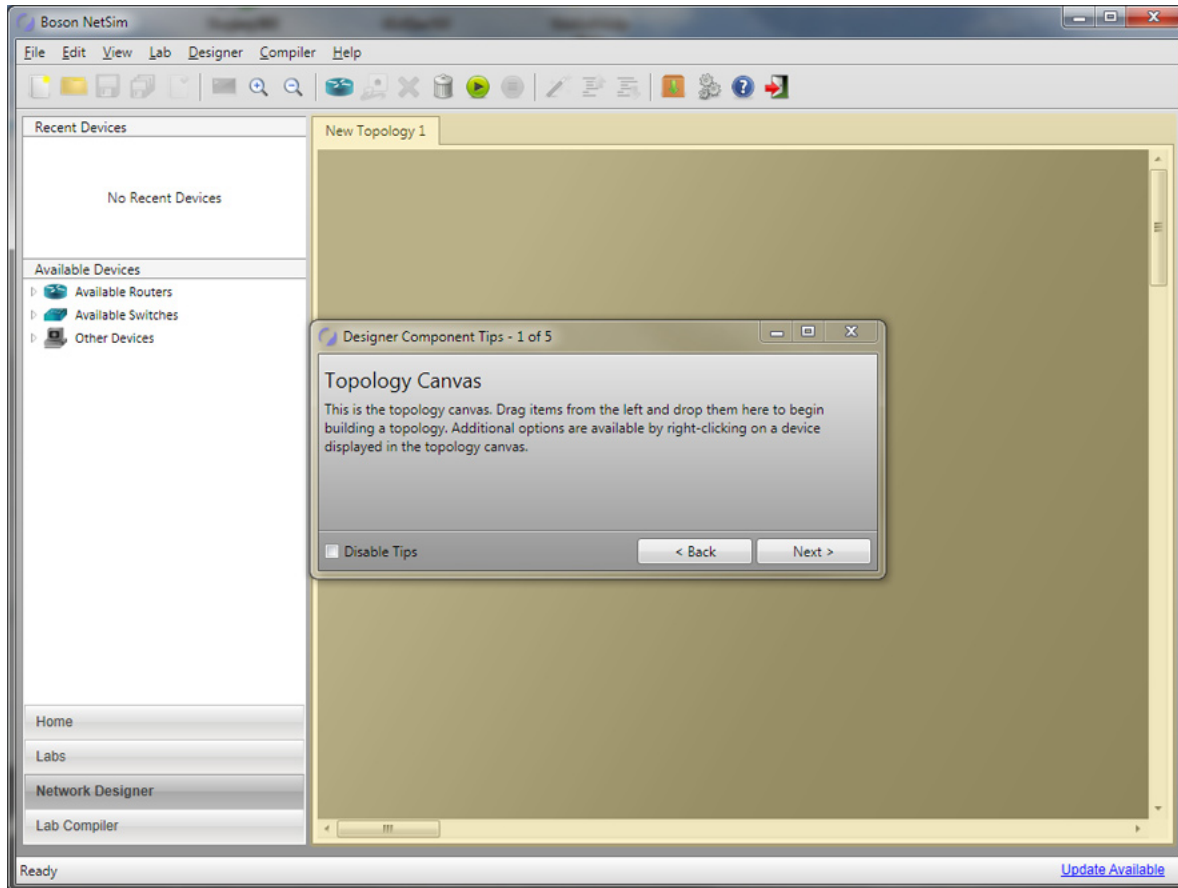 Boson NetSim
File Edit View Lab Designer Compiler Help
Recent Devices
New Topology 1
No Recent Devices
Available Devices
Available Routers
Available Switches
Other Devices
Designer Component Tips - 1 of 5
Topology Canvas
This is the topology canvas. Drag items from the left and drop them here to begin
building a topology. Additional options are available by right-clicking on a device
displayed in the topology canvas.
Disable Tips
< Back
Next >
Home
Labs
Network Designer
Lab Compiler
Ready
Update Available